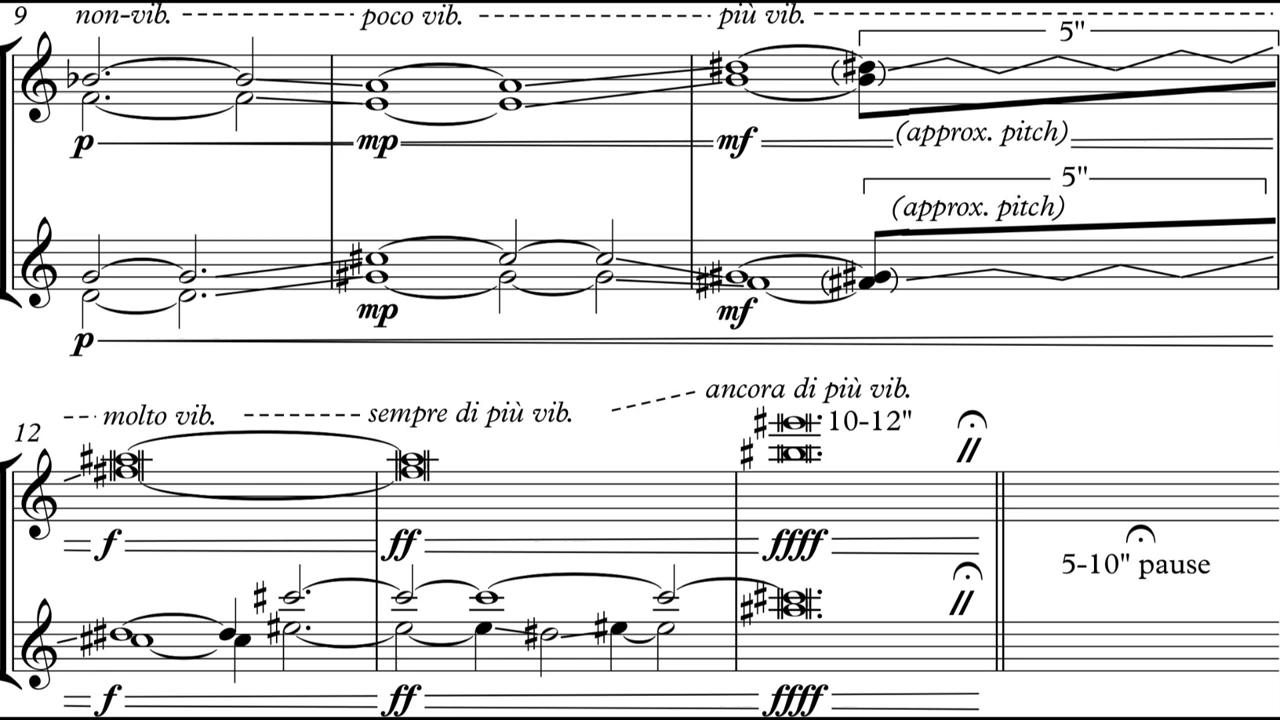 9 non-vib. poco vib. più vib.
5"
(approx. pitch)
p mp mf
5"
(approx. pitch)
mp mf
p
ancora di più vib.
12 molto vib. sempre di più vib.
10-12"
f ff ffff
5-10" pause
f ff ffff